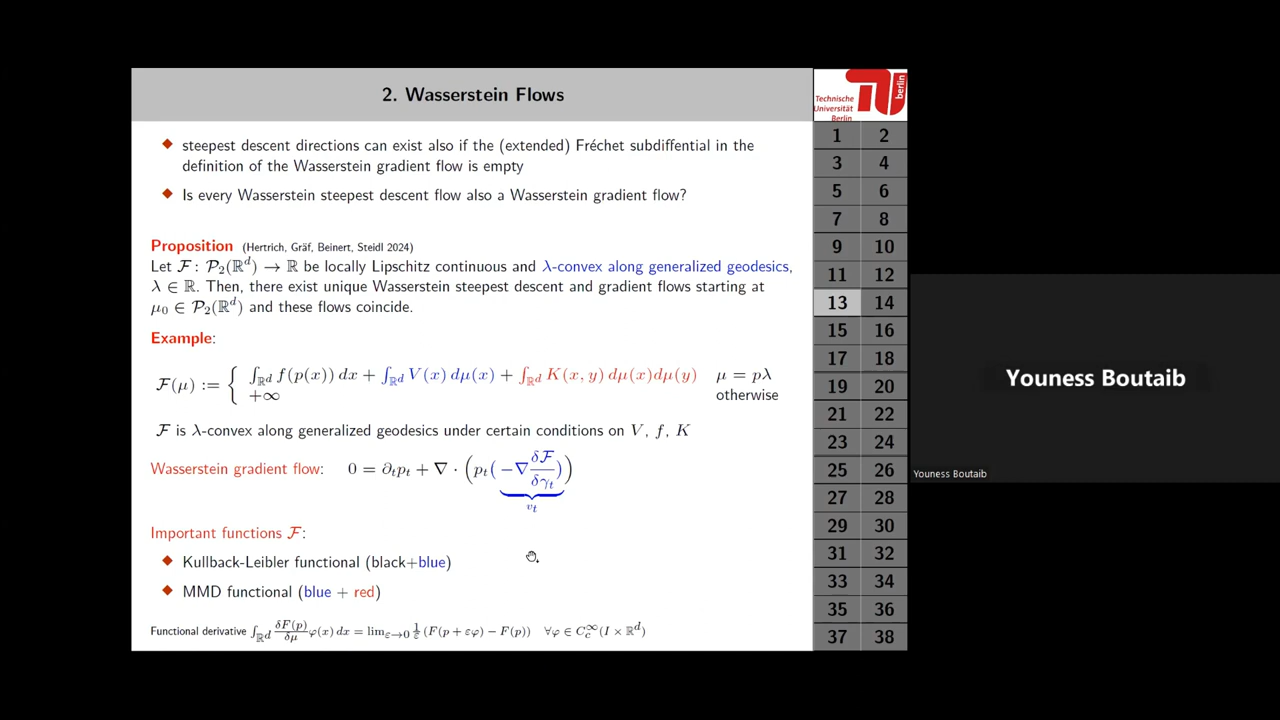 2. Wasserstein Flows
steepest descent directions can exist also if the (extended) Fréchet subdifferential in the
definition of the Wasserstein gradient flow is empty
Is every Wasserstein steepest descent flow also a Wasserstein gradient flow?
Proposition (Hertrich, Gräf, Beinert, Steidl 2024)
Let ℱ: 𝒫₂(ℝᵈ) → ℝ be locally Lipschitz continuous and λ-convex along generalized geodesics,
λ ∈ ℝ. Then, there exist unique Wasserstein steepest descent and gradient flows starting at
μ₀ ∈ 𝒫₂(ℝᵈ) and these flows coincide.
Example:
ℱ(μ) := { ∫_{ℝᵈ} f(p(x)) dx + ∫_{ℝᵈ} V(x) dμ(x) + ∫_{ℝᵈ} K(x, y) dμ(x)dμ(y) μ = pλ
+∞ otherwise
ℱ is λ-convex along generalized geodesics under certain conditions on V, f, K
Wasserstein gradient flow: 0 = ∂ₜpₜ + ∇ · (pₜ( −∇ δℱ/δγₜ ))
vₜ
Important functions ℱ:
Kullback-Leibler functional (black+blue)
MMD functional (blue + red)
Functional derivative ∫_{ℝᵈ} δF(p)/δμ φ(x) dx = lim_{ε→0} 1/ε (F(p + εφ) − F(p)) ∀φ ∈ C_c^∞(I × ℝᵈ)
Technische
Universität
Berlin
berlin
1 2
3 4
5 6
7 8
9 10
11 12
13 14
15 16
17 18
19 20
21 22
23 24
25 26
27 28
29 30
31 32
33 34
35 36
37 38
Youness Boutaib
Youness Boutaib